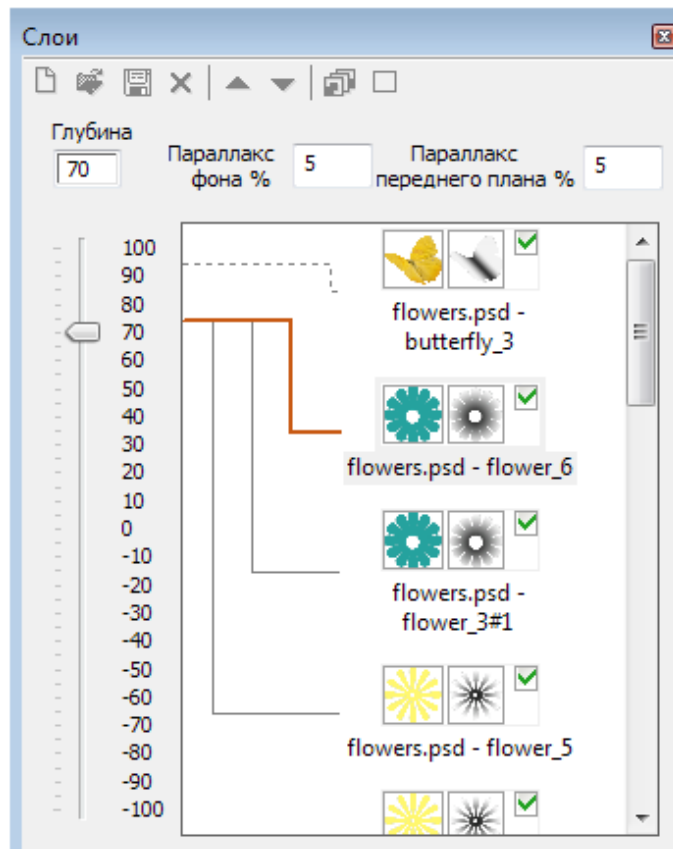 Слои
Глубина
70
Параллакс
фона %
5
Параллакс
переднего плана %
5
100
90
80
70
60
50
40
30
20
10
0
-10
-20
-30
-40
-50
-60
-70
-80
-90
-100
flowers.psd -
butterfly_3
flowers.psd - flower_6
flowers.psd -
flower_3#1
flowers.psd - flower_5